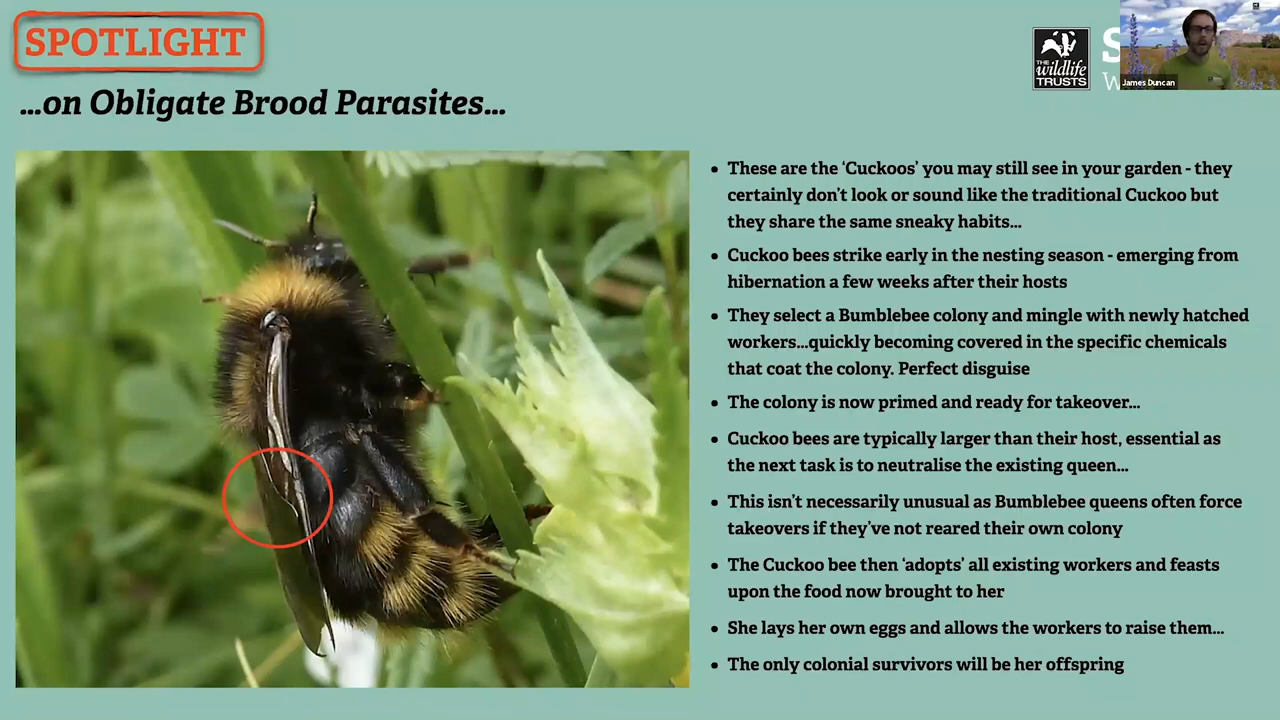 SPOTLIGHT
...on Obligate Brood Parasites...
THE
wildlife
TRUSTS
S
W
James Duncan
• These are the ‘Cuckoos’ you may still see in your garden - they
certainly don’t look or sound like the traditional Cuckoo but
they share the same sneaky habits...
• Cuckoo bees strike early in the nesting season - emerging from
hibernation a few weeks after their hosts
• They select a Bumblebee colony and mingle with newly hatched
workers...quickly becoming covered in the specific chemicals
that coat the colony. Perfect disguise
• The colony is now primed and ready for takeover...
• Cuckoo bees are typically larger than their host, essential as
the next task is to neutralise the existing queen...
• This isn’t necessarily unusual as Bumblebee queens often force
takeovers if they’ve not reared their own colony
• The Cuckoo bee then ‘adopts’ all existing workers and feasts
upon the food now brought to her
• She lays her own eggs and allows the workers to raise them...
• The only colonial survivors will be her offspring